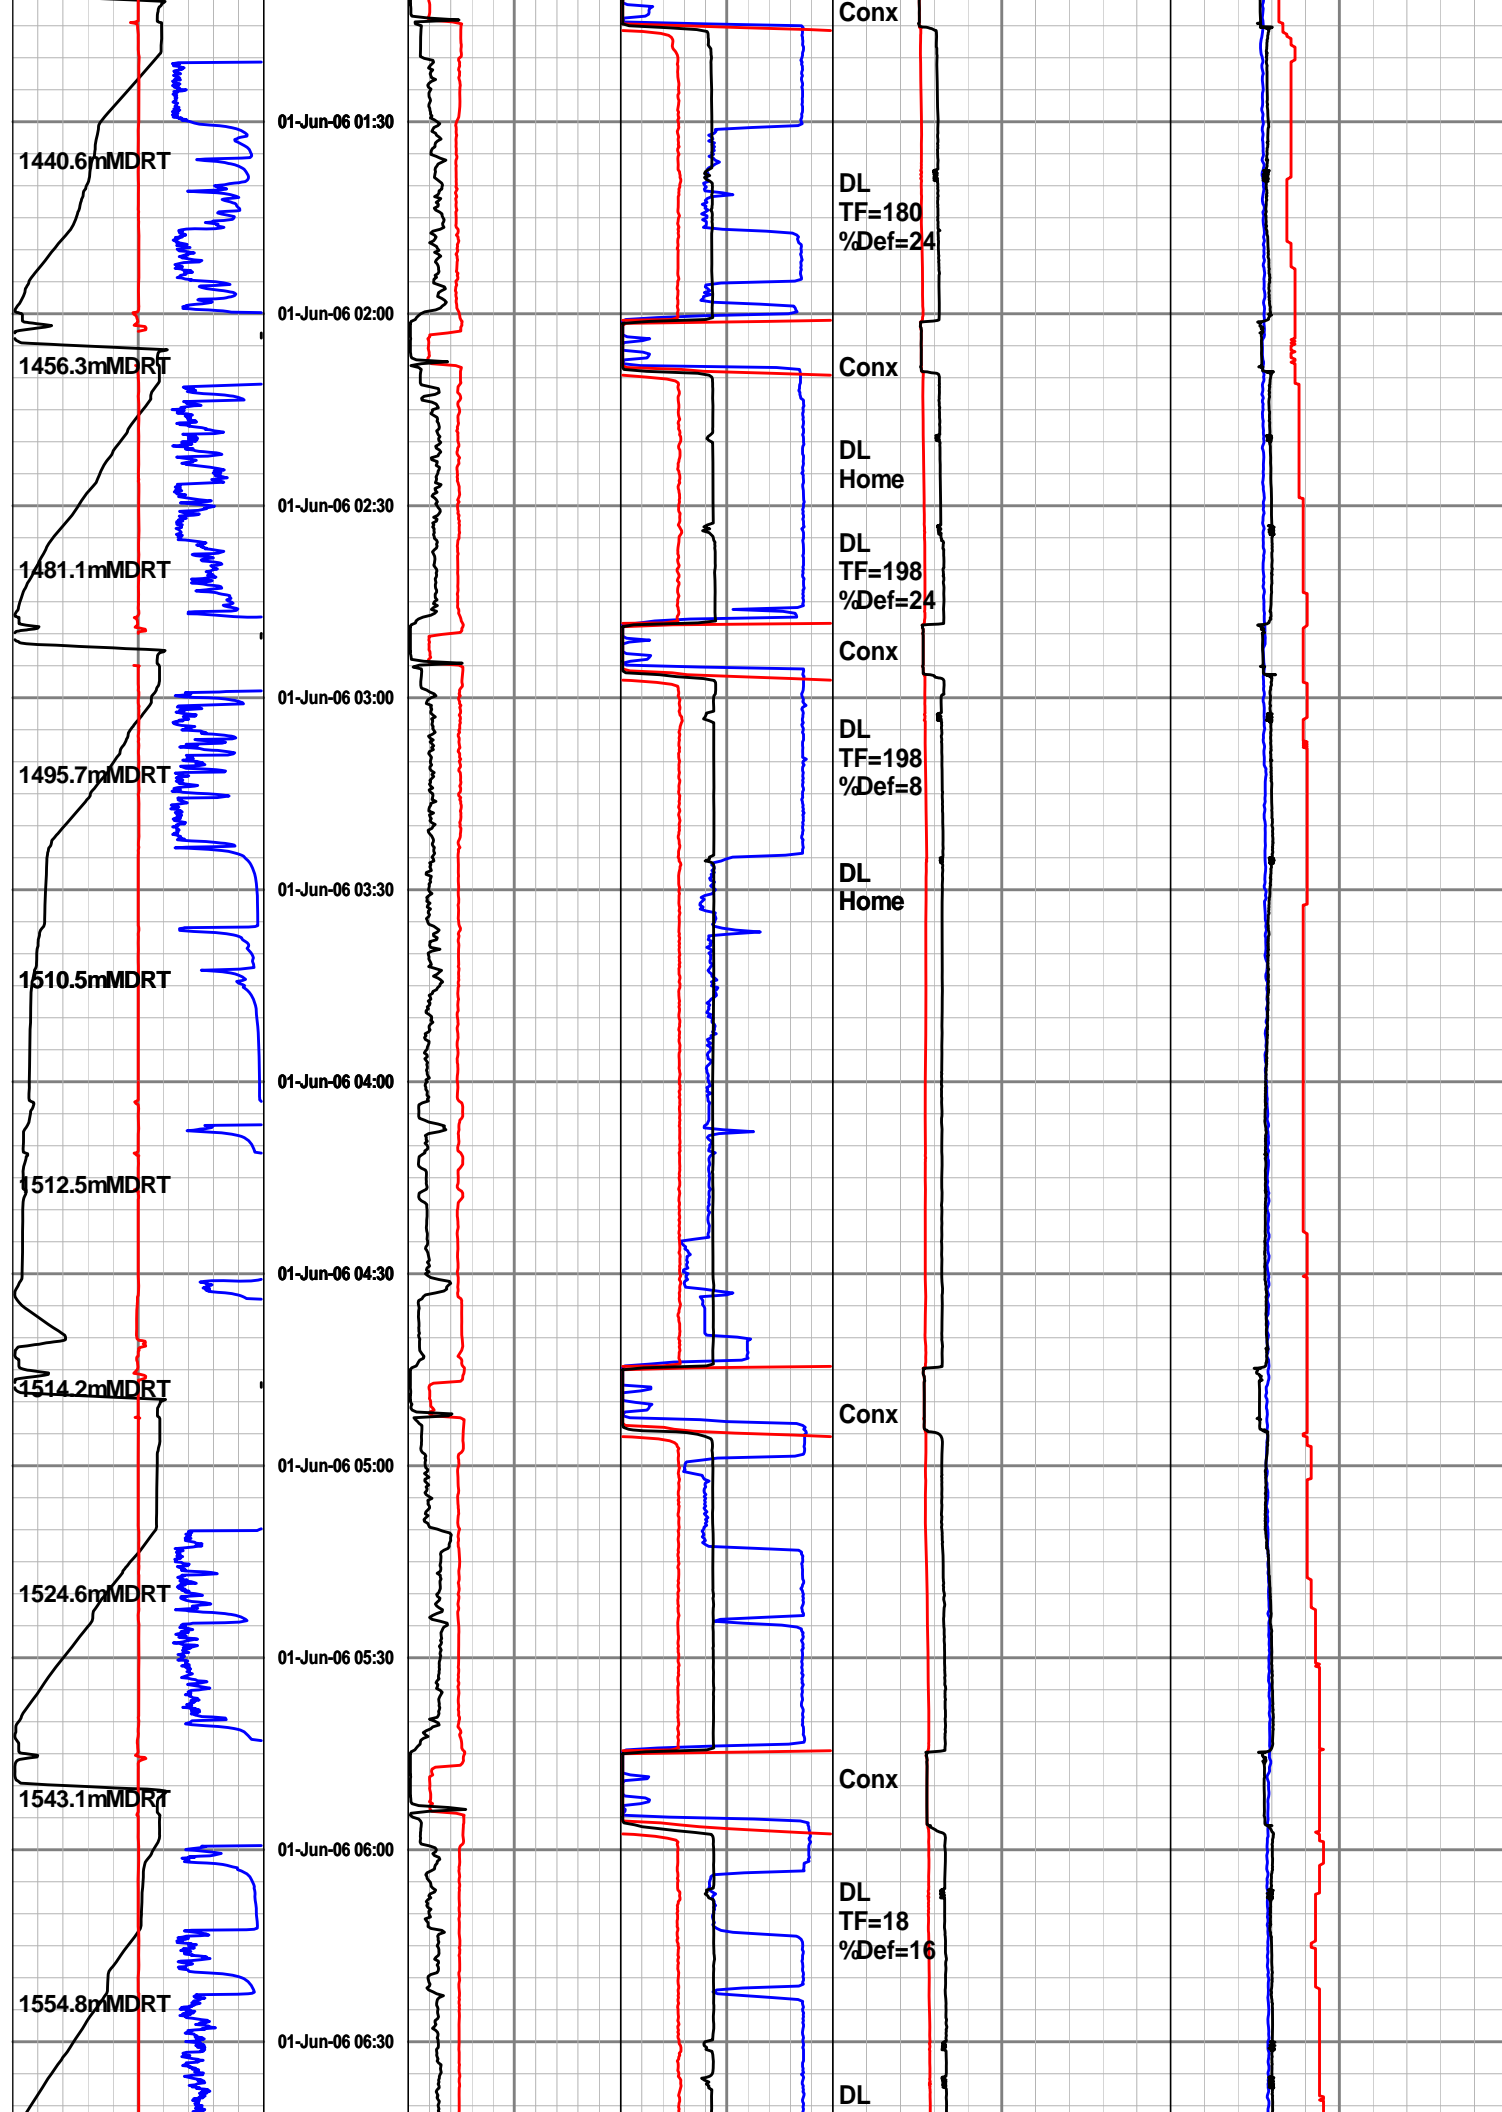 Conx
01-Jun-06 01:30
1440.6mMDRT
DL
TF=180
%Def=24
01-Jun-06 02:00
1456.3mMDRT
Conx
DL
Home
01-Jun-06 02:30
DL
1481.1mMDRT
TF=198
%Def=24
Conx
01-Jun-06 03:00
DL
TF=198
1495.7mMDRT
%Def=8
DL
01-Jun-06 03:30
Home
1510.5mMDRT
01-Jun-06 04:00
1512.5mMDRT
01-Jun-06 04:30
1514.2mMDRT
Conx
01-Jun-06 05:00
1524.6mMDRT
01-Jun-06 05:30
Conx
1543.1mMDRT
01-Jun-06 06:00
DL
TF=18
%Def=16
1554.8mMDRT
01-Jun-06 06:30
DL